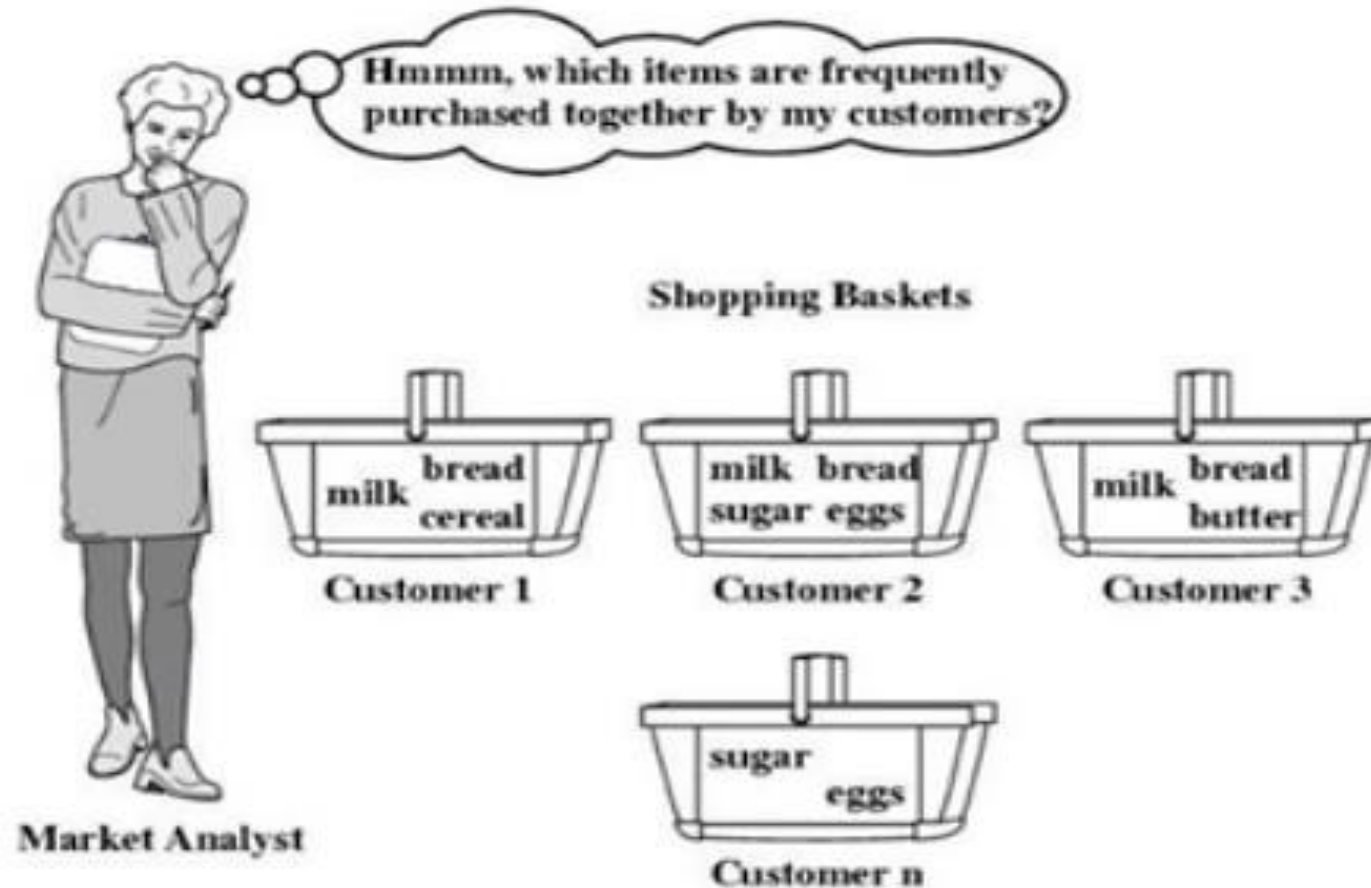 Hmmm, which items are frequently
purchased together by my customers?
Shopping Baskets
milk bread
cereal
Customer 1
milk bread
sugar eggs
Customer 2
milk bread
butter
Customer 3
sugar
eggs
Customer n
Market Analyst